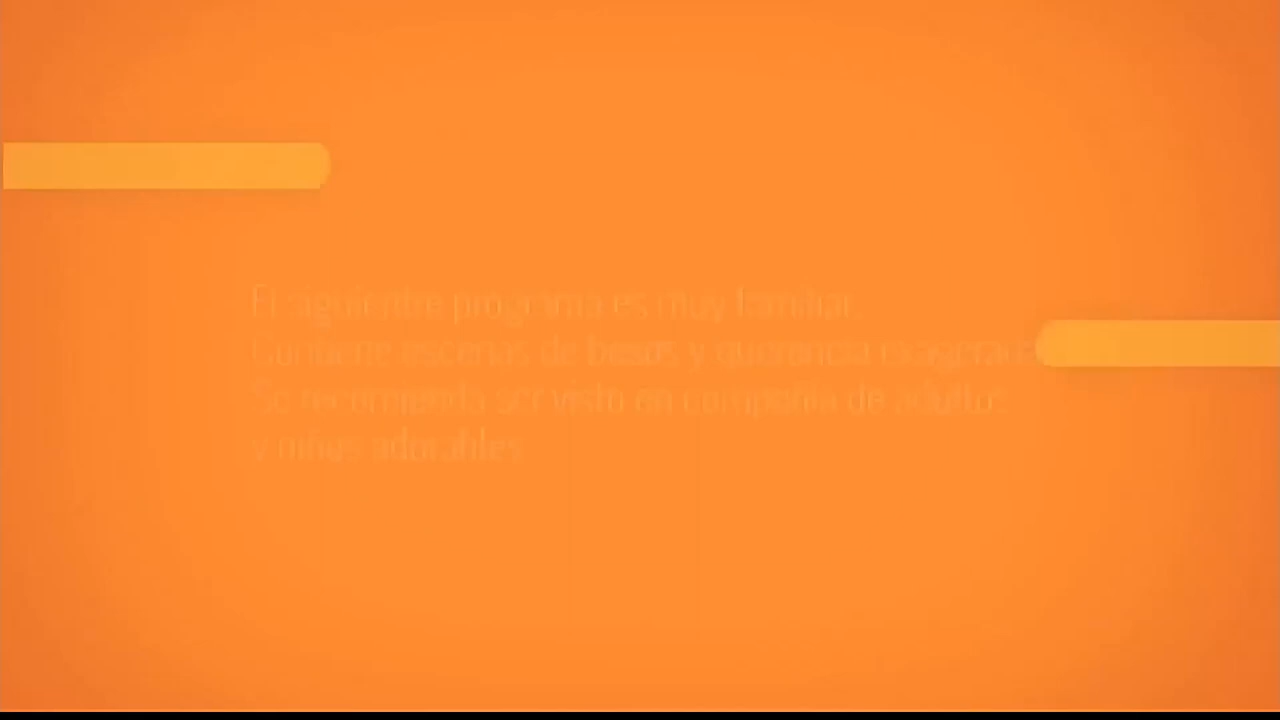 El siguiente programa es muy familiar.
Contiene escenas de besos y querencia
Se recomienda ser visto en compañía de adultos
y niños adorables